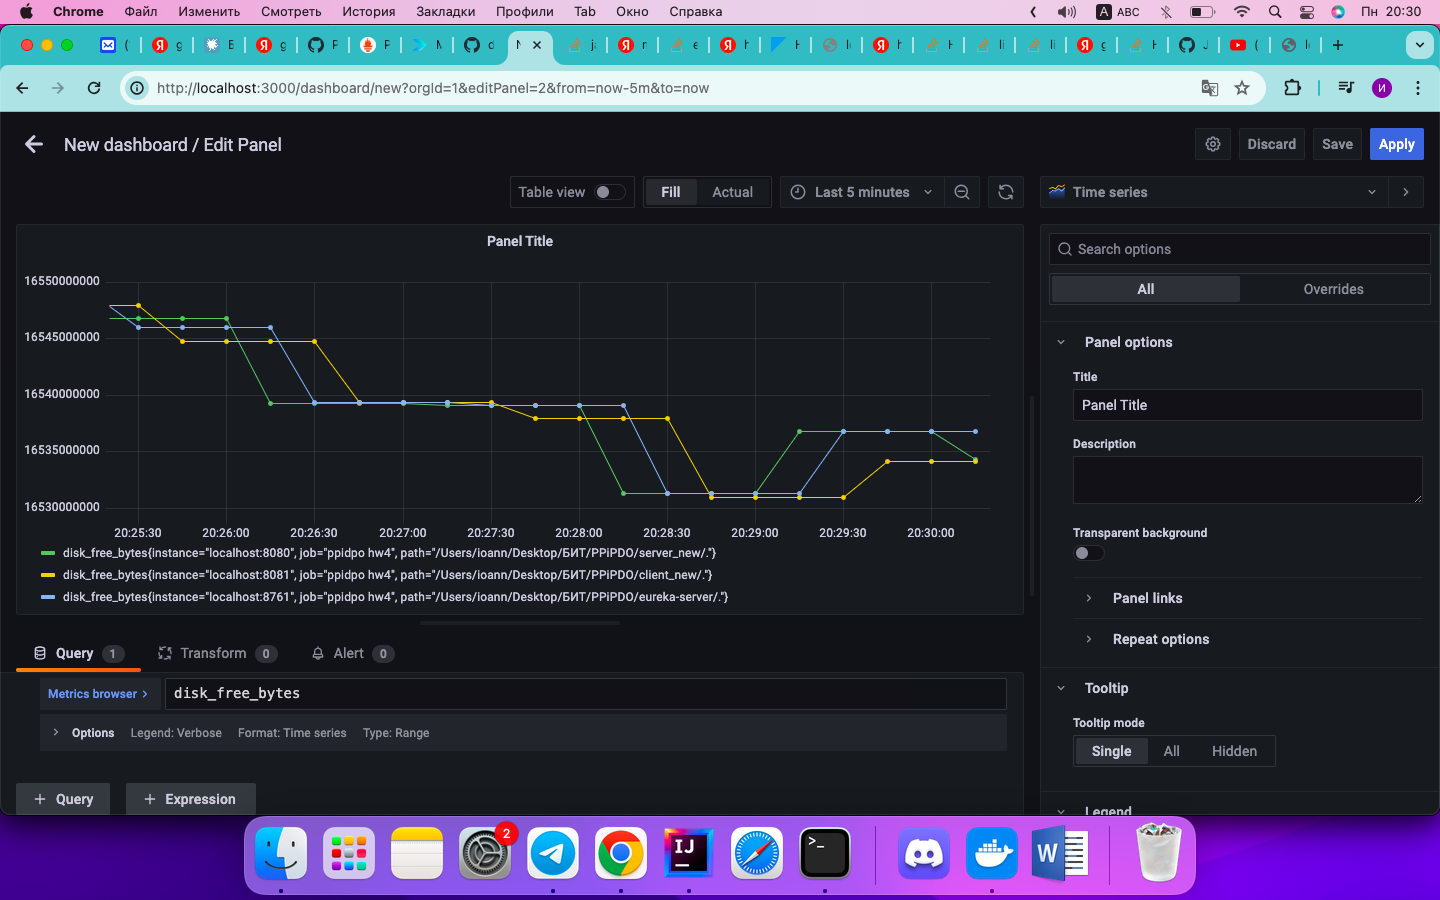 Chrome Файл Изменить Смотреть История Закладки Профили Tab Окно Справка A ABC Пн 20:30
http://localhost:3000/dashboard/new?orgId=1&editPanel=2&from=now-5m&to=now И
New dashboard / Edit Panel Discard Save Apply
Table view Fill Actual Last 5 minutes Time series
Panel Title
16550000000
16545000000
16540000000
16535000000
16530000000
20:25:30 20:26:00 20:26:30 20:27:00 20:27:30 20:28:00 20:28:30 20:29:00 20:29:30 20:30:00
disk_free_bytes{instance="localhost:8080", job="ppidpo hw4", path="/Users/ioann/Desktop/БИТ/PPiPDO/server_new/."}
disk_free_bytes{instance="localhost:8081", job="ppidpo hw4", path="/Users/ioann/Desktop/БИТ/PPiPDO/client_new/."}
disk_free_bytes{instance="localhost:8761", job="ppidpo hw4", path="/Users/ioann/Desktop/БИТ/PPiPDO/eureka-server/."}
Query 1 Transform 0 Alert 0
Metrics browser > disk_free_bytes
> Options Legend: Verbose Format: Time series Type: Range
+ Query + Expression
Search options
All Overrides
Panel options
Title
Panel Title
Description
Transparent background
Panel links
Repeat options
Tooltip
Tooltip mode
Single All Hidden
Legend
2
IJ
>_
W